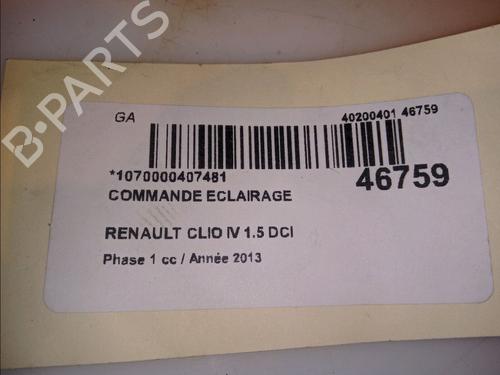 B-PARTS
GA
40200401 46759
*1070000407481
46759
COMMANDE ECLAIRAGE
RENAULT CLIO IV 1.5 DCI
Phase 1 cc / Année 2013